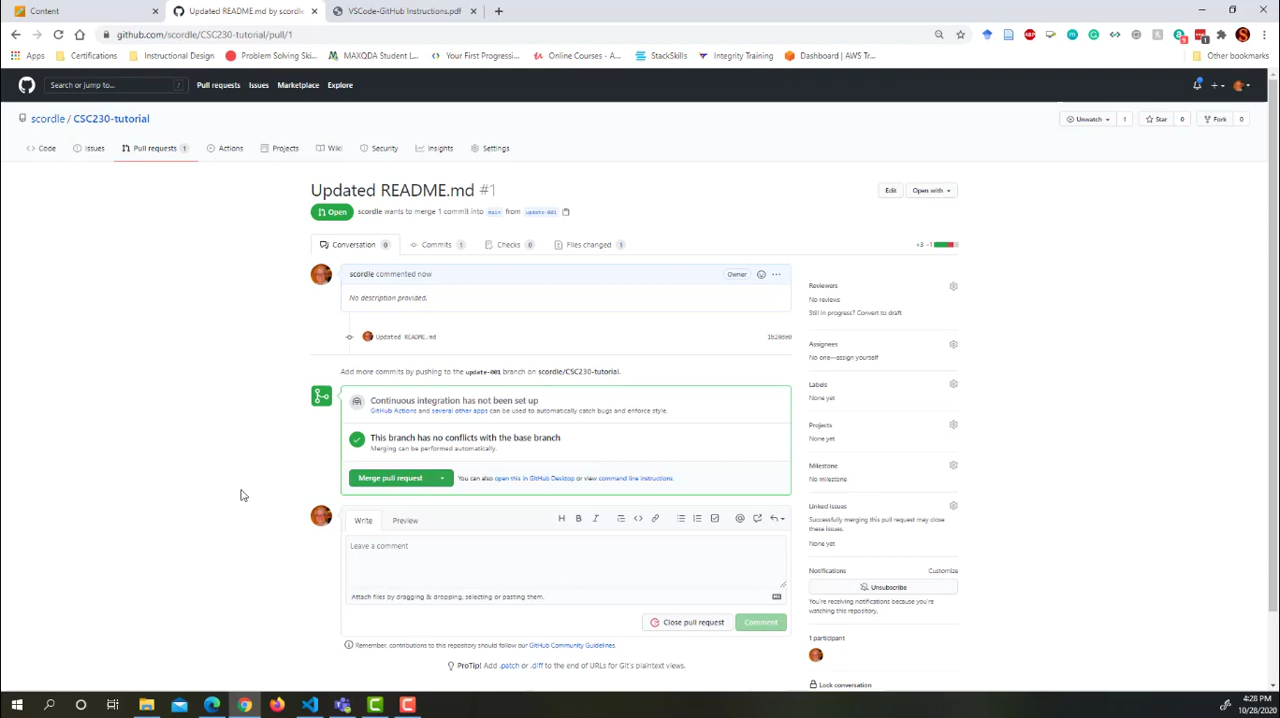 Content
Updated README.md by scordle
VSCode-GitHub Instructions.pdf
github.com/scordle/CSC230-tutorial/pull/1
Apps
Certifications
Instructional Design
Problem Solving Ski...
MAXQDA Student L...
Your First Progressi...
Online Courses - A...
StackSkills
Integrity Training
Dashboard | AWS Tr...
Other bookmarks
Search or jump to...
/
Pull requests
Issues
Marketplace
Explore
scordle / CSC230-tutorial
Unwatch 1
Star 0
Fork 0
Code
Issues
Pull requests 1
Actions
Projects
Wiki
Security
Insights
Settings
Updated README.md #1
Edit
Open with
Open
scordle wants to merge 1 commit into main from update-001
Conversation 0
Commits 1
Checks 0
Files changed 1
+3 −1
scordle commented now
Owner
No description provided.
Updated README.md
Add more commits by pushing to the update-001 branch on scordle/CSC230-tutorial.
Continuous integration has not been set up
GitHub Actions and several other apps can be used to automatically catch bugs and enforce style.
This branch has no conflicts with the base branch
Merging can be performed automatically.
Merge pull request
You can also open this in GitHub Desktop or view command line instructions.
Write
Preview
Leave a comment
Attach files by dragging & dropping, selecting or pasting them.
Close pull request
Comment
Remember, contributions to this repository should follow our GitHub Community Guidelines.
ProTip! Add .patch or .diff to the end of URLs for Git's plaintext views.
Reviewers
No reviews
Still in progress? Convert to draft
Assignees
No one—assign yourself
Labels
None yet
Projects
None yet
Milestone
No milestone
Linked issues
Successfully merging this pull request may close
these issues.
None yet
Notifications
Customize
Unsubscribe
You're receiving notifications because you're
watching this repository.
1 participant
Lock conversation
4:28 PM
10/28/2020